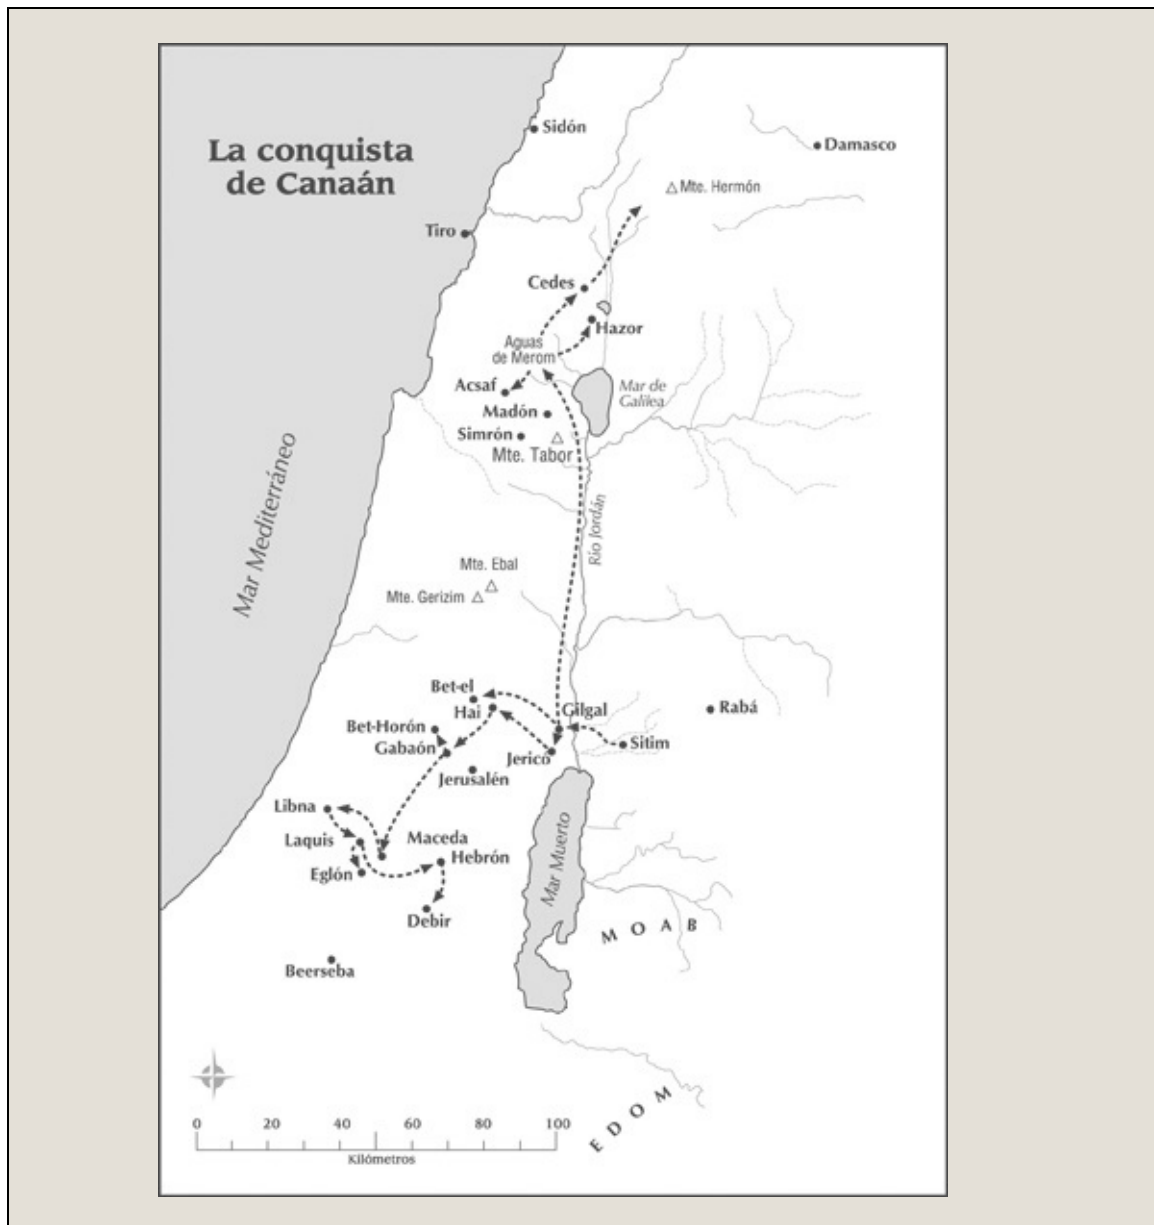 La conquista
de Canaán
Sidón
Damasco
Mte. Hermón
Tiro
Cedes
Hazor
Aguas
de Merom
Acsaf
Mar de
Galilea
Madón
Simrón
Mte. Tabor
Mar Mediterráneo
Río Jordán
Mte. Ebal
Mte. Gerizim
Bet-el
Hai
Gilgal
Rabá
Bet-Horón
Gabaón
Jericó
Sitim
Jerusalén
Libna
Laquis
Maceda
Hebrón
Eglón
Mar Muerto
Debir
MOAB
Beerseba
EDOM
0 20 40 60 80 100
Kilómetros